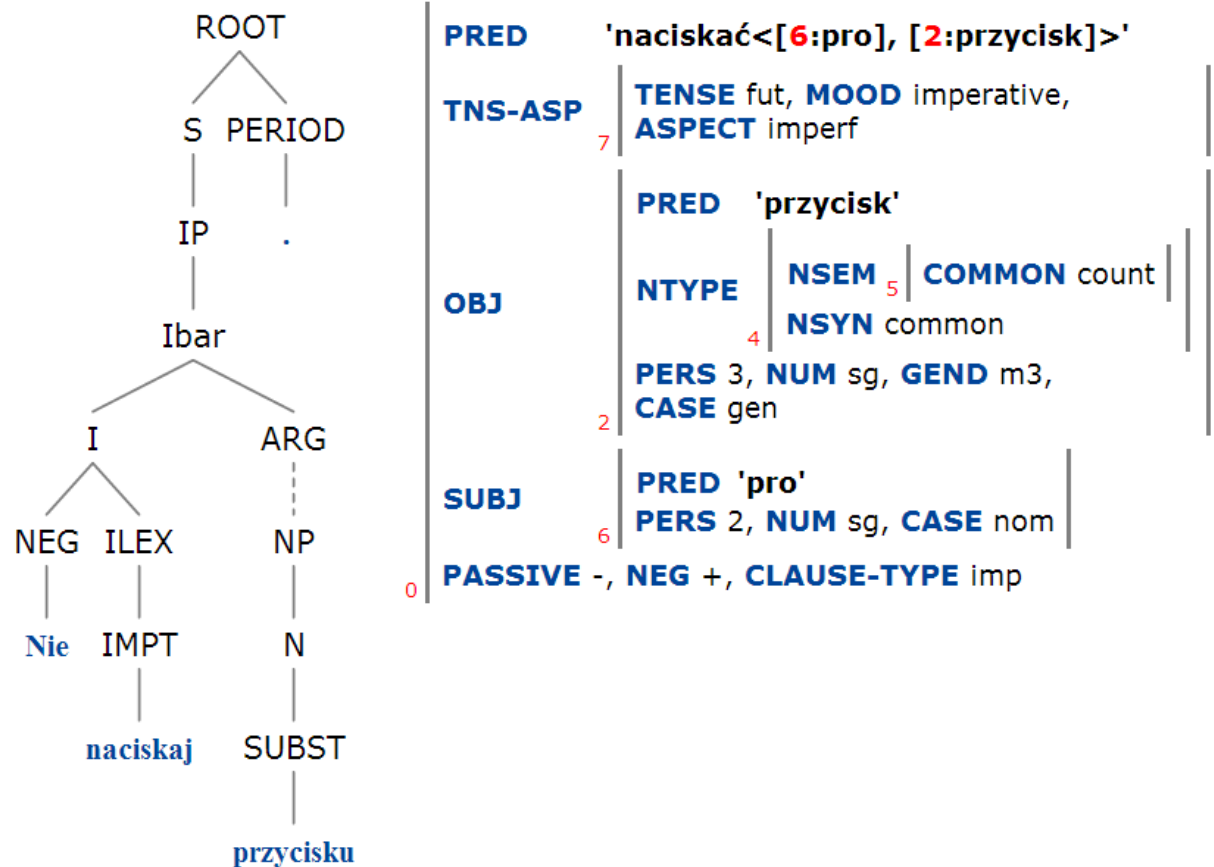 ROOT
S PERIOD
IP .
Ibar
I ARG
NEG ILEX NP
Nie IMPT N
naciskaj SUBST
przycisku
PRED 'naciskać<[6:pro], [2:przycisk]>'
TNS-ASP 7 TENSE fut, MOOD imperative,
ASPECT imperf
OBJ 2 PRED 'przycisk'
NTYPE 4 NSEM 5 COMMON count
NSYN common
PERS 3, NUM sg, GEND m3,
CASE gen
SUBJ 6 PRED 'pro'
PERS 2, NUM sg, CASE nom
0 PASSIVE -, NEG +, CLAUSE-TYPE imp